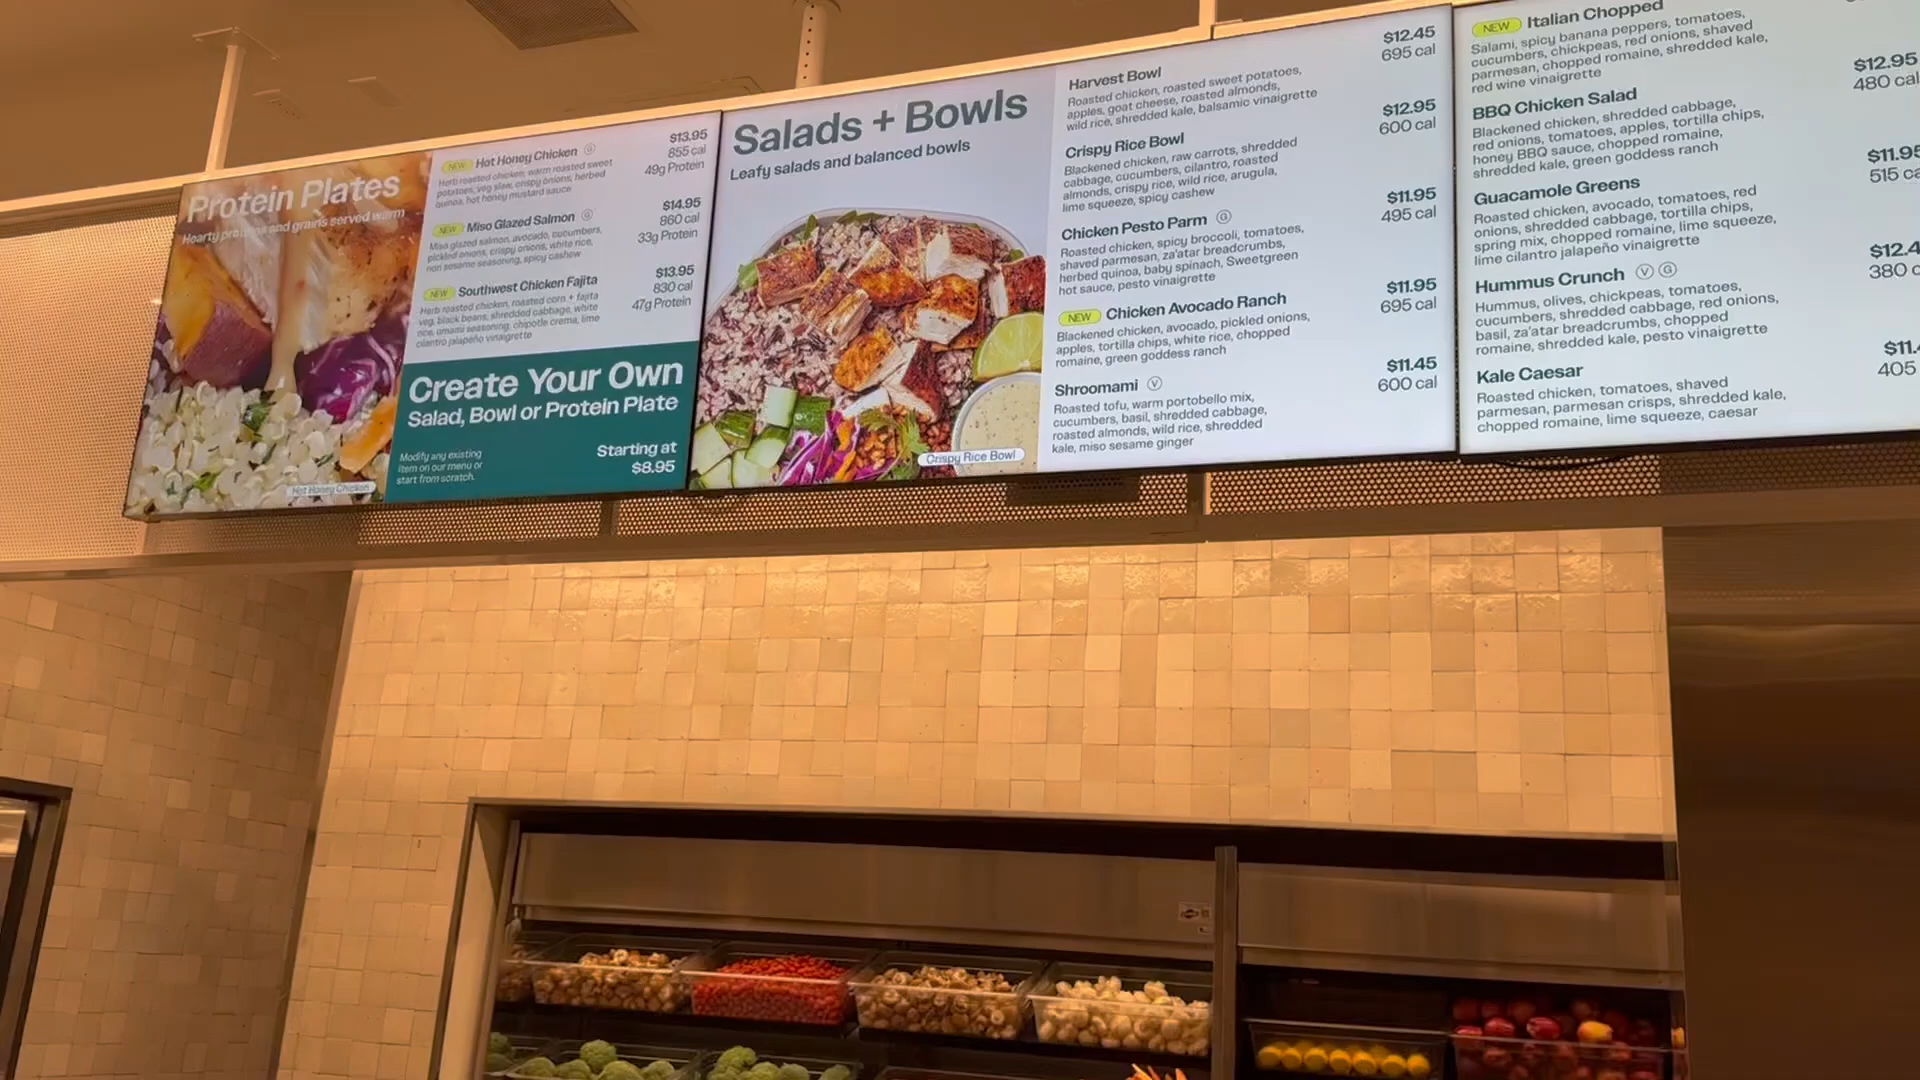 Protein Plates
Hearty proteins and grains served warm
Hot Honey Chicken
NEW Hot Honey Chicken G
$13.95
855 cal
49g Protein
Herb roasted chicken, warm roasted sweet
potatoes, veg slaw, crispy onions, herbed
quinoa, hot honey mustard sauce
NEW Miso Glazed Salmon G
$14.95
860 cal
33g Protein
Miso glazed salmon, avocado, cucumbers,
pickled onions, crispy onions, white rice,
nori sesame seasoning, spicy cashew
NEW Southwest Chicken Fajita
$13.95
830 cal
47g Protein
Herb roasted chicken, roasted corn + fajita
veg, black beans, shredded cabbage, white
rice, umami seasoning, chipotle crema, lime
cilantro jalapeño vinaigrette
Create Your Own
Salad, Bowl or Protein Plate
Modify any existing
item on our menu or
start from scratch.
Starting at
$8.95
Salads + Bowls
Leafy salads and balanced bowls
Crispy Rice Bowl
Harvest Bowl
$12.45
695 cal
Roasted chicken, roasted sweet potatoes,
apples, goat cheese, roasted almonds,
wild rice, shredded kale, balsamic vinaigrette
Crispy Rice Bowl
$12.95
600 cal
Blackened chicken, raw carrots, shredded
cabbage, cucumbers, cilantro, roasted
almonds, crispy rice, wild rice, arugula,
lime squeeze, spicy cashew
Chicken Pesto Parm G
$11.95
495 cal
Roasted chicken, spicy broccoli, tomatoes,
shaved parmesan, za'atar breadcrumbs,
herbed quinoa, baby spinach, Sweetgreen
hot sauce, pesto vinaigrette
NEW Chicken Avocado Ranch
$11.95
695 cal
Blackened chicken, avocado, pickled onions,
apples, tortilla chips, white rice, chopped
romaine, green goddess ranch
Shroomami V
$11.45
600 cal
Roasted tofu, warm portobello mix,
cucumbers, basil, shredded cabbage,
roasted almonds, wild rice, shredded
kale, miso sesame ginger
NEW Italian Chopped
Salami, spicy banana peppers, tomatoes,
cucumbers, chickpeas, red onions, shaved
parmesan, chopped romaine, shredded kale,
red wine vinaigrette
BBQ Chicken Salad
$12.95
480 cal
Blackened chicken, shredded cabbage,
red onions, tomatoes, apples, tortilla chips,
honey BBQ sauce, chopped romaine,
shredded kale, green goddess ranch
Guacamole Greens
$11.95
515 ca
Roasted chicken, avocado, tomatoes, red
onions, shredded cabbage, tortilla chips,
spring mix, chopped romaine, lime squeeze,
lime cilantro jalapeño vinaigrette
Hummus Crunch V G
$12.4
380 c
Hummus, olives, chickpeas, tomatoes,
cucumbers, shredded cabbage, red onions,
basil, za'atar breadcrumbs, chopped
romaine, shredded kale, pesto vinaigrette
Kale Caesar
$11.
405
Roasted chicken, tomatoes, shaved
parmesan, parmesan crisps, shredded kale,
chopped romaine, lime squeeze, caesar